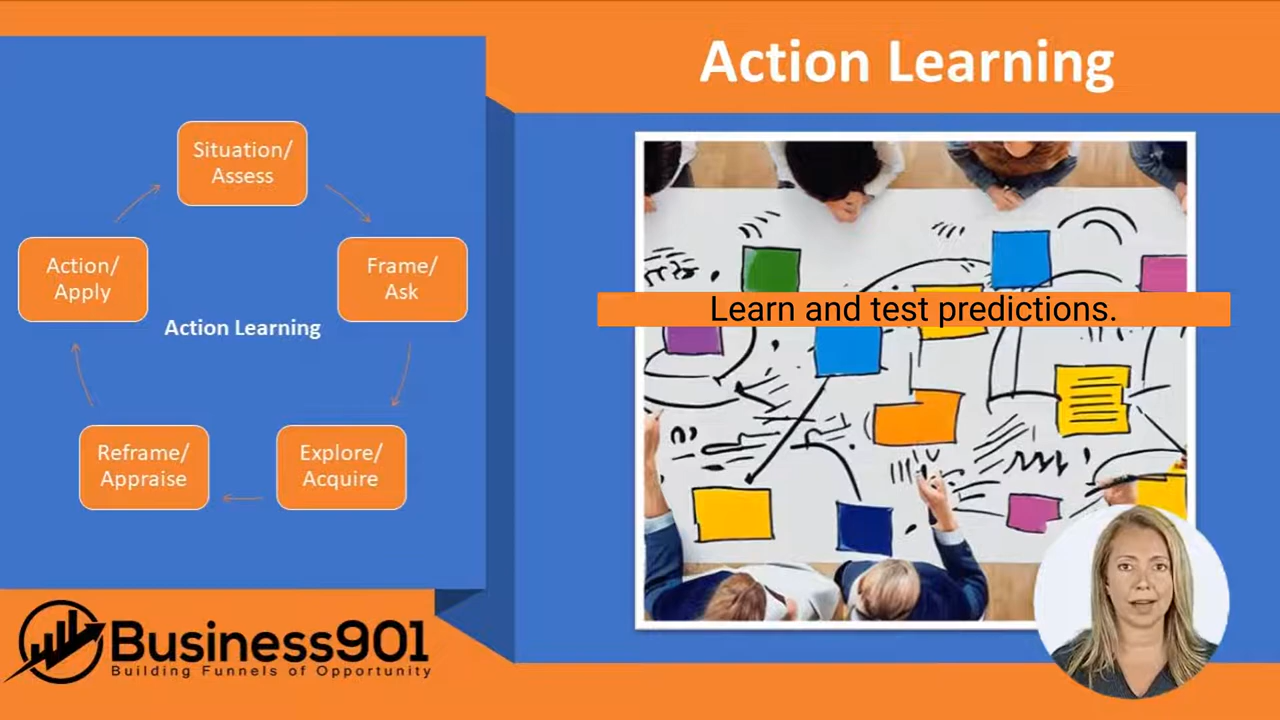 Action Learning
Situation/
Assess
Frame/
Ask
Explore/
Acquire
Reframe/
Appraise
Action/
Apply
Action Learning
Learn and test predictions.
Business901
Building Funnels of Opportunity